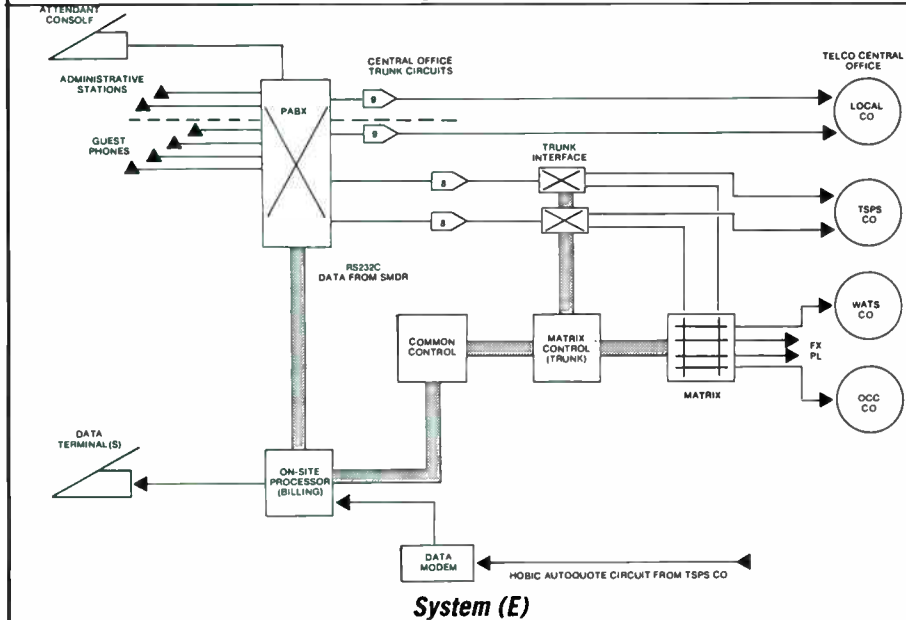 ATTENDANT
CONSOLE
ADMINISTRATIVE
STATIONS
GUEST
PHONES
PABX
CENTRAL OFFICE
TRUNK CIRCUITS
9
9
8
8
TRUNK
INTERFACE
TELCO CENTRAL
OFFICE
LOCAL
CO
TSPS
CO
WATS
CO
FX
PL
OCC
CO
RS232C
DATA FROM SMDR
COMMON
CONTROL
MATRIX
CONTROL
(TRUNK)
MATRIX
DATA
TERMINAL(S)
ON-SITE
PROCESSOR
(BILLING)
DATA
MODEM
HOBIC AUTOQUOTE CIRCUIT FROM TSPS CO
System (E)